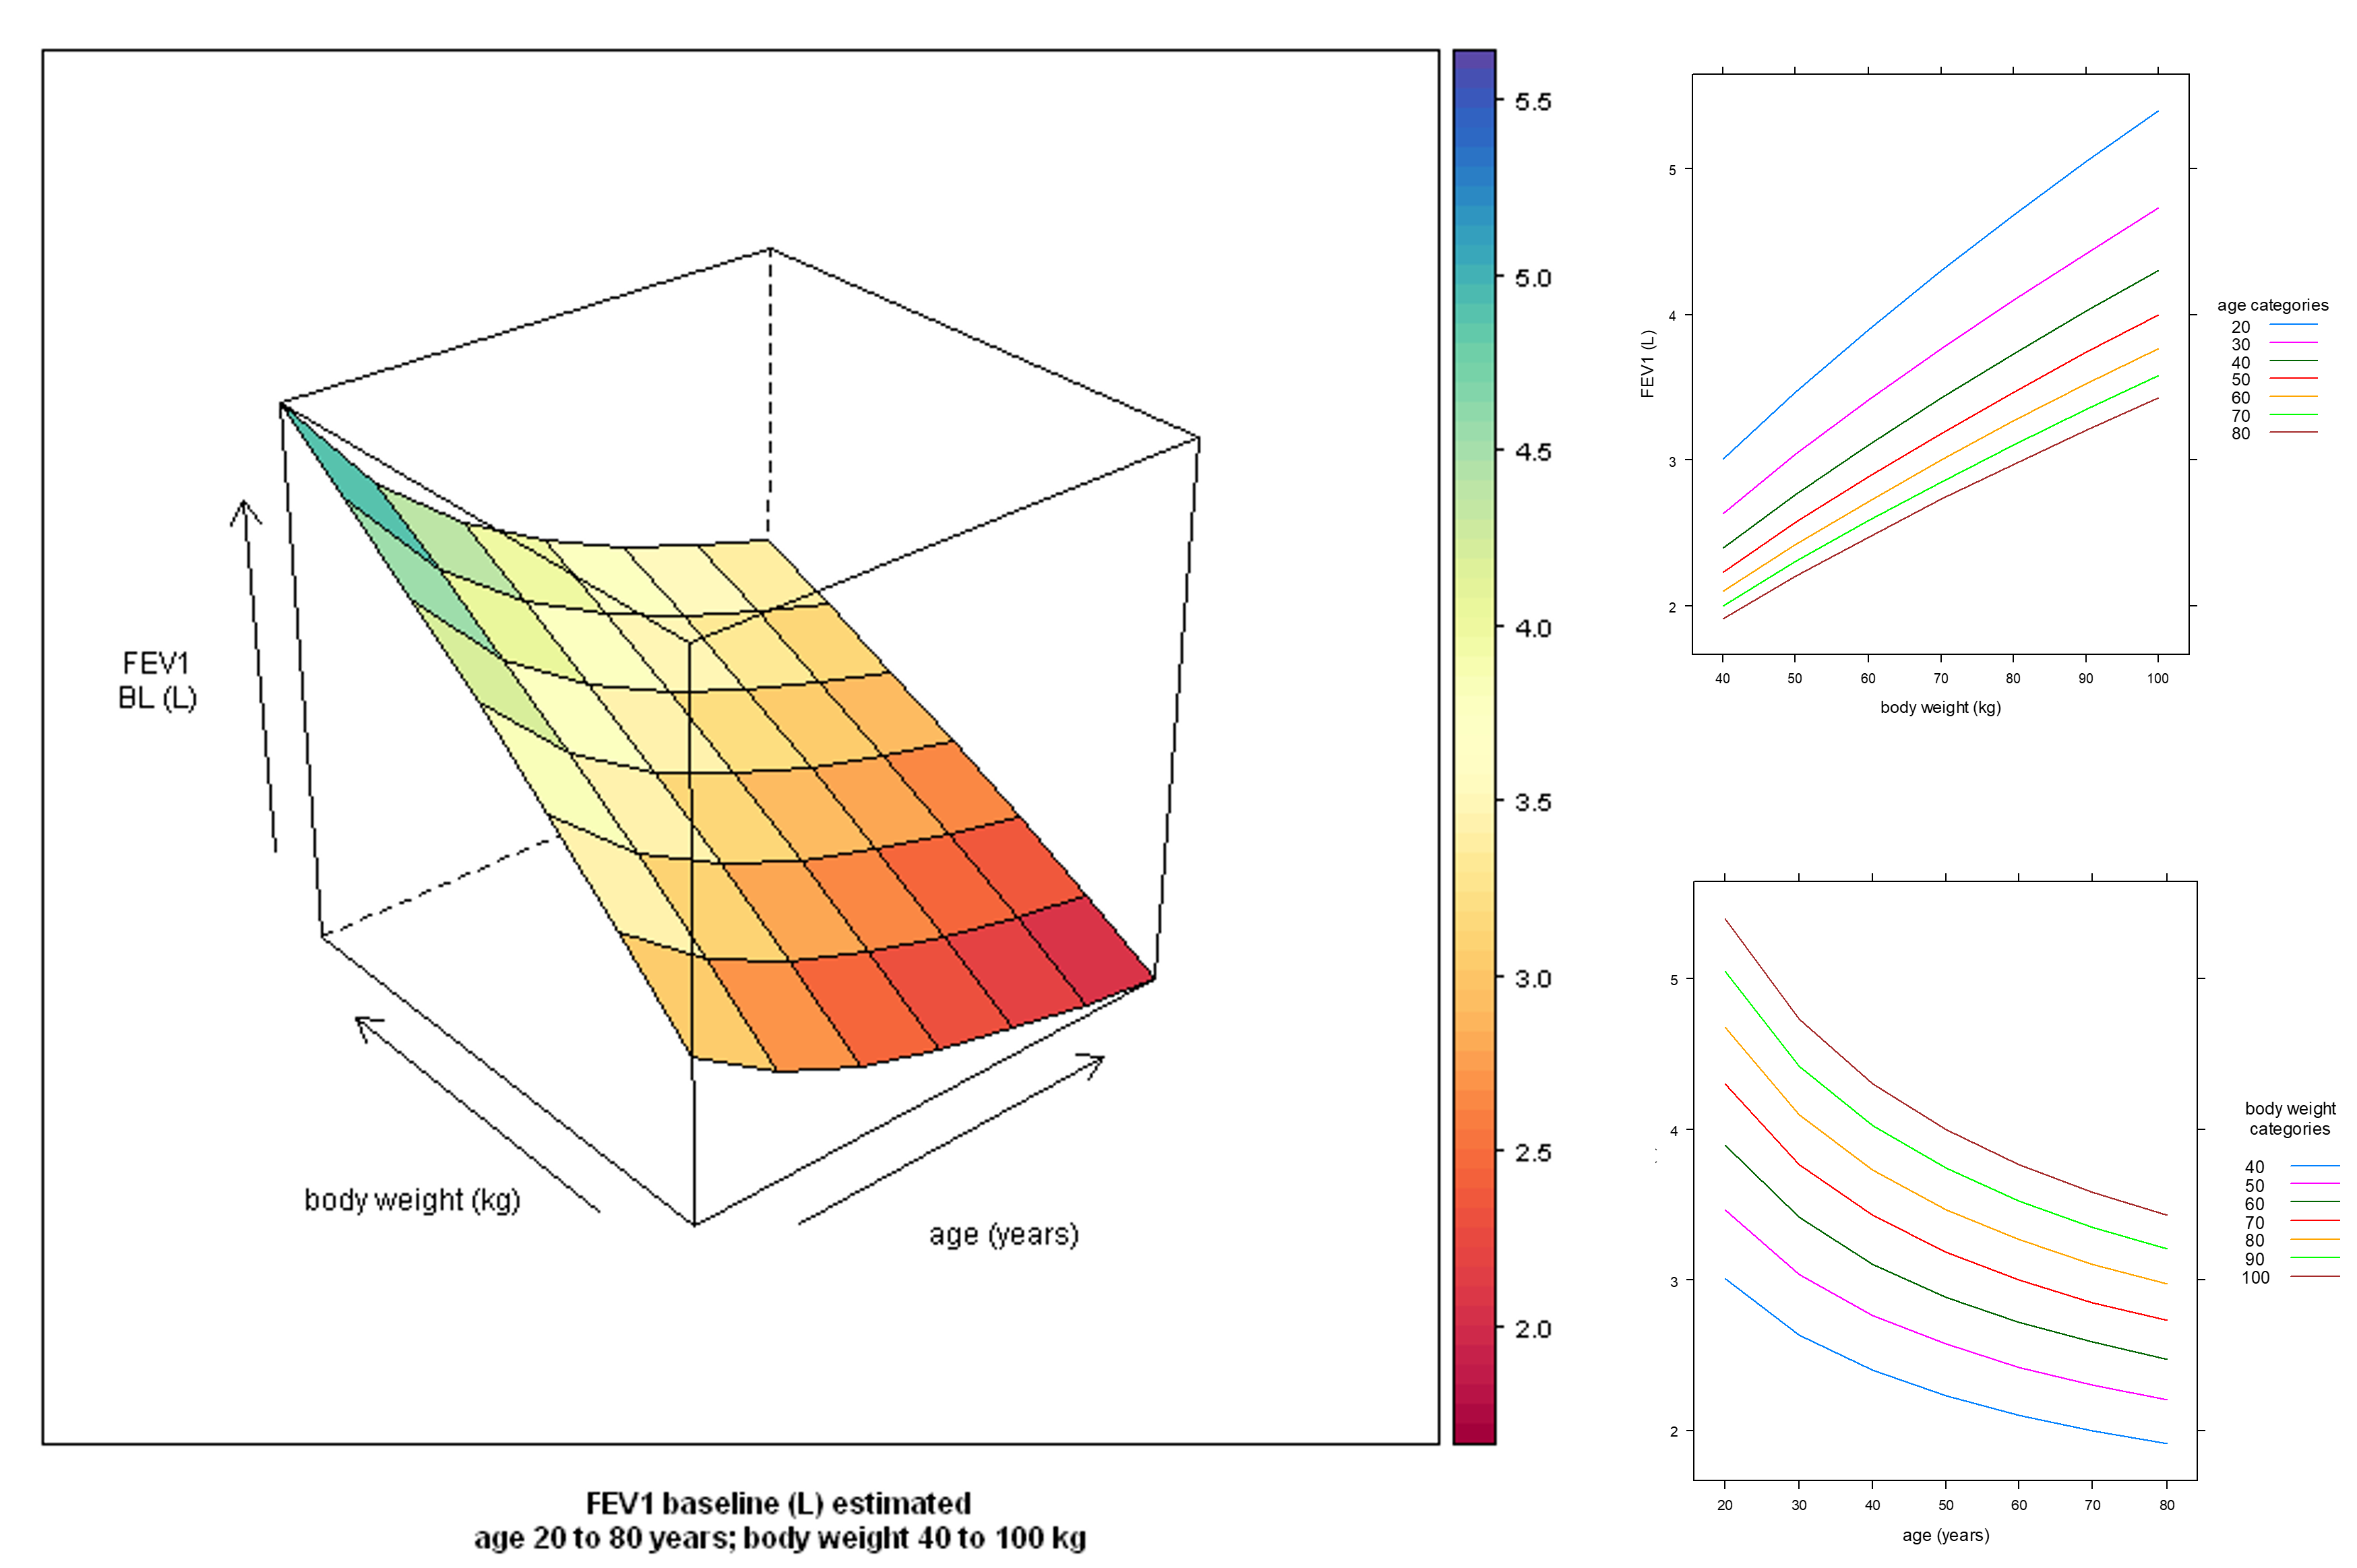 FEV1
BL (L)
body weight (kg)
age (years)
5.5
5.0
4.5
4.0
3.5
3.0
2.5
2.0
FEV1 baseline (L) estimated
age 20 to 80 years; body weight 40 to 100 kg
FEV1 (L)
5
4
3
2
40 50 60 70 80 90 100
body weight (kg)
age categories
20
30
40
50
60
70
80
5
4
3
2
20 30 40 50 60 70 80
age (years)
body weight
categories
40
50
60
70
80
90
100